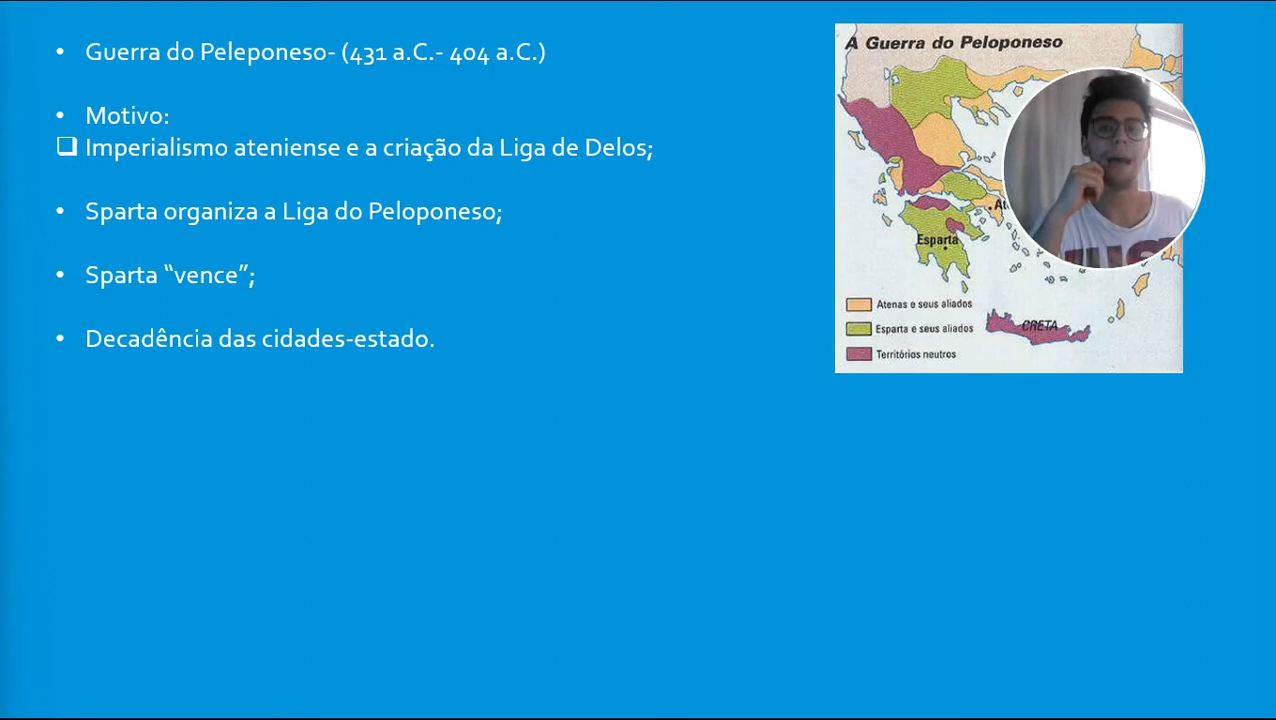 • Guerra do Peleponeso- (431 a.C.- 404 a.C.)
• Motivo:
❑ Imperialismo ateniense e a criação da Liga de Delos;
• Sparta organiza a Liga do Peloponeso;
• Sparta “vence”;
• Decadência das cidades-estado.
A Guerra do Peloponeso
At
Esparta
CRETA
Atenas e seus aliados
Esparta e seus aliados
Territórios neutros